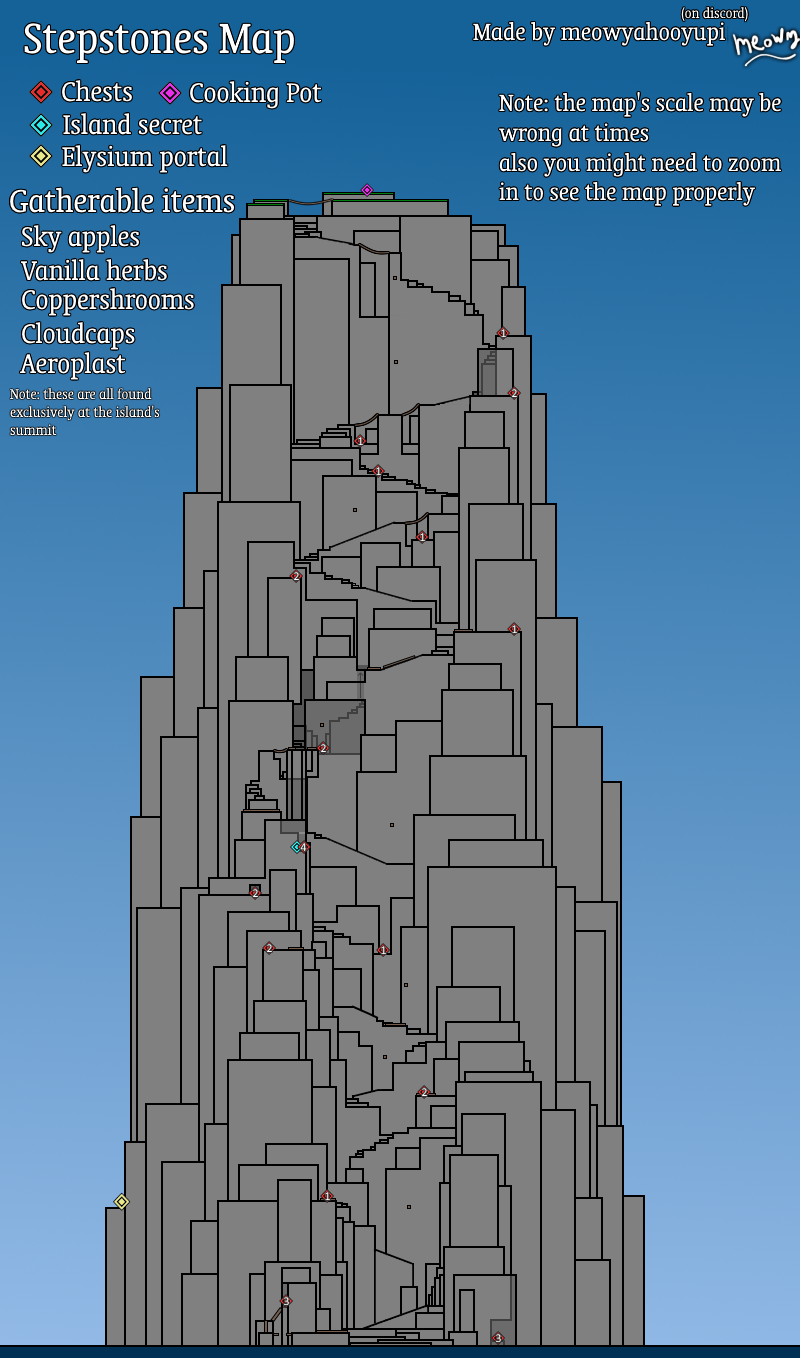 (on discord)
Stepstones Map
Made by meowyahooyupi
meowy
Chests
Cooking Pot
Island secret
Elysium portal
Note: the map's scale may be
wrong at times
also you might need to zoom
in to see the map properly
Gatherable items
Sky apples
Vanilla herbs
Coppershrooms
Cloudcaps
Aeroplast
Note: these are all found
exclusively at the island's
summit
1
2
1
1
1
2
1
2
4
2
2
1
2
1
3
3